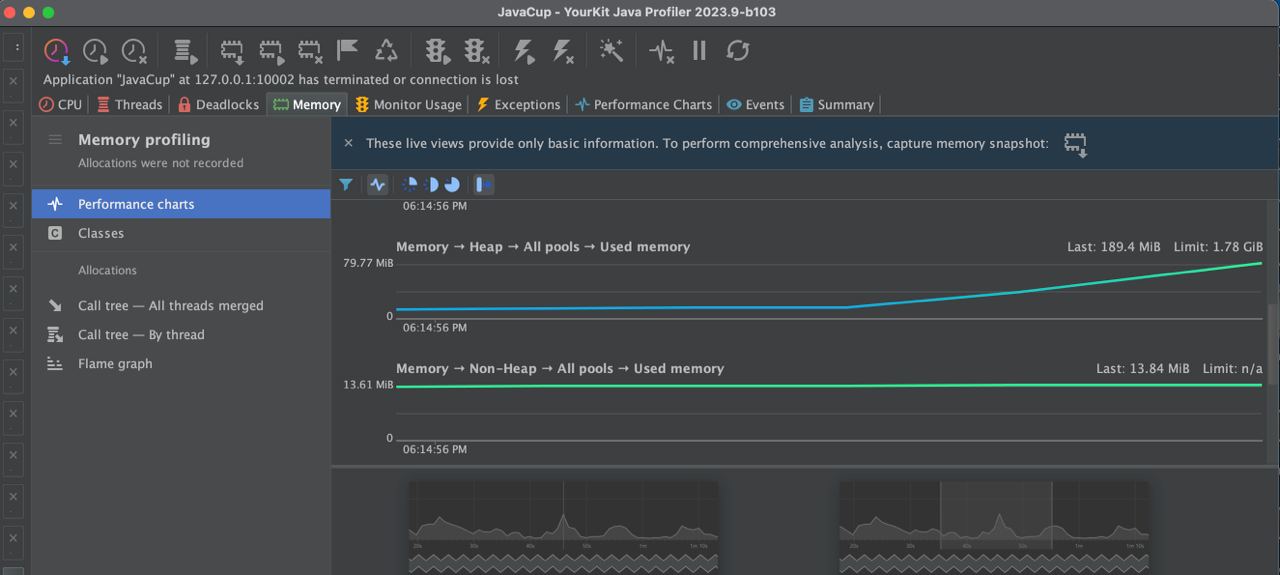 JavaCup - YourKit Java Profiler 2023.9-b103
Application "JavaCup" at 127.0.0.1:10002 has terminated or connection is lost
CPU Threads Deadlocks Memory Monitor Usage Exceptions Performance Charts Events Summary
Memory profiling
Allocations were not recorded
Performance charts
Classes
Allocations
Call tree — All threads merged
Call tree — By thread
Flame graph
These live views provide only basic information. To perform comprehensive analysis, capture memory snapshot:
06:14:56 PM
Memory → Heap → All pools → Used memory Last: 189.4 MiB Limit: 1.78 GiB
79.77 MiB
0
06:14:56 PM
Memory → Non-Heap → All pools → Used memory Last: 13.84 MiB Limit: n/a
13.61 MiB
0
06:14:56 PM